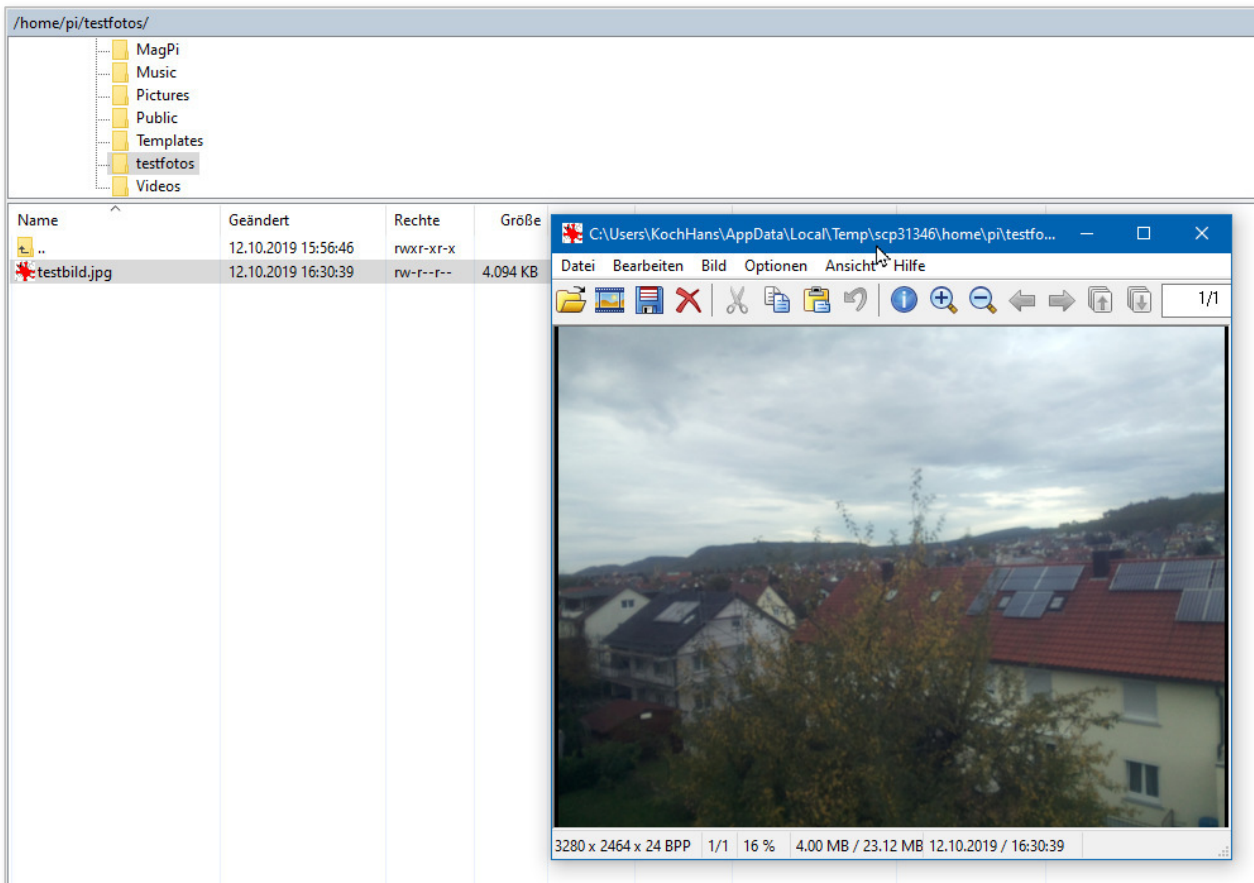 /home/pi/testfotos/
MagPi
Music
Pictures
Public
Templates
testfotos
Videos
Name Geändert Rechte Größe
.. 12.10.2019 15:56:46 rwxr-xr-x
testbild.jpg 12.10.2019 16:30:39 rw-r--r-- 4.094 KB
C:\Users\KochHans\AppData\Local\Temp\scp31346\home\pi\testfo...
Datei Bearbeiten Bild Optionen Ansicht Hilfe
1/1
3280 x 2464 x 24 BPP 1/1 16 % 4.00 MB / 23.12 MB 12.10.2019 / 16:30:39